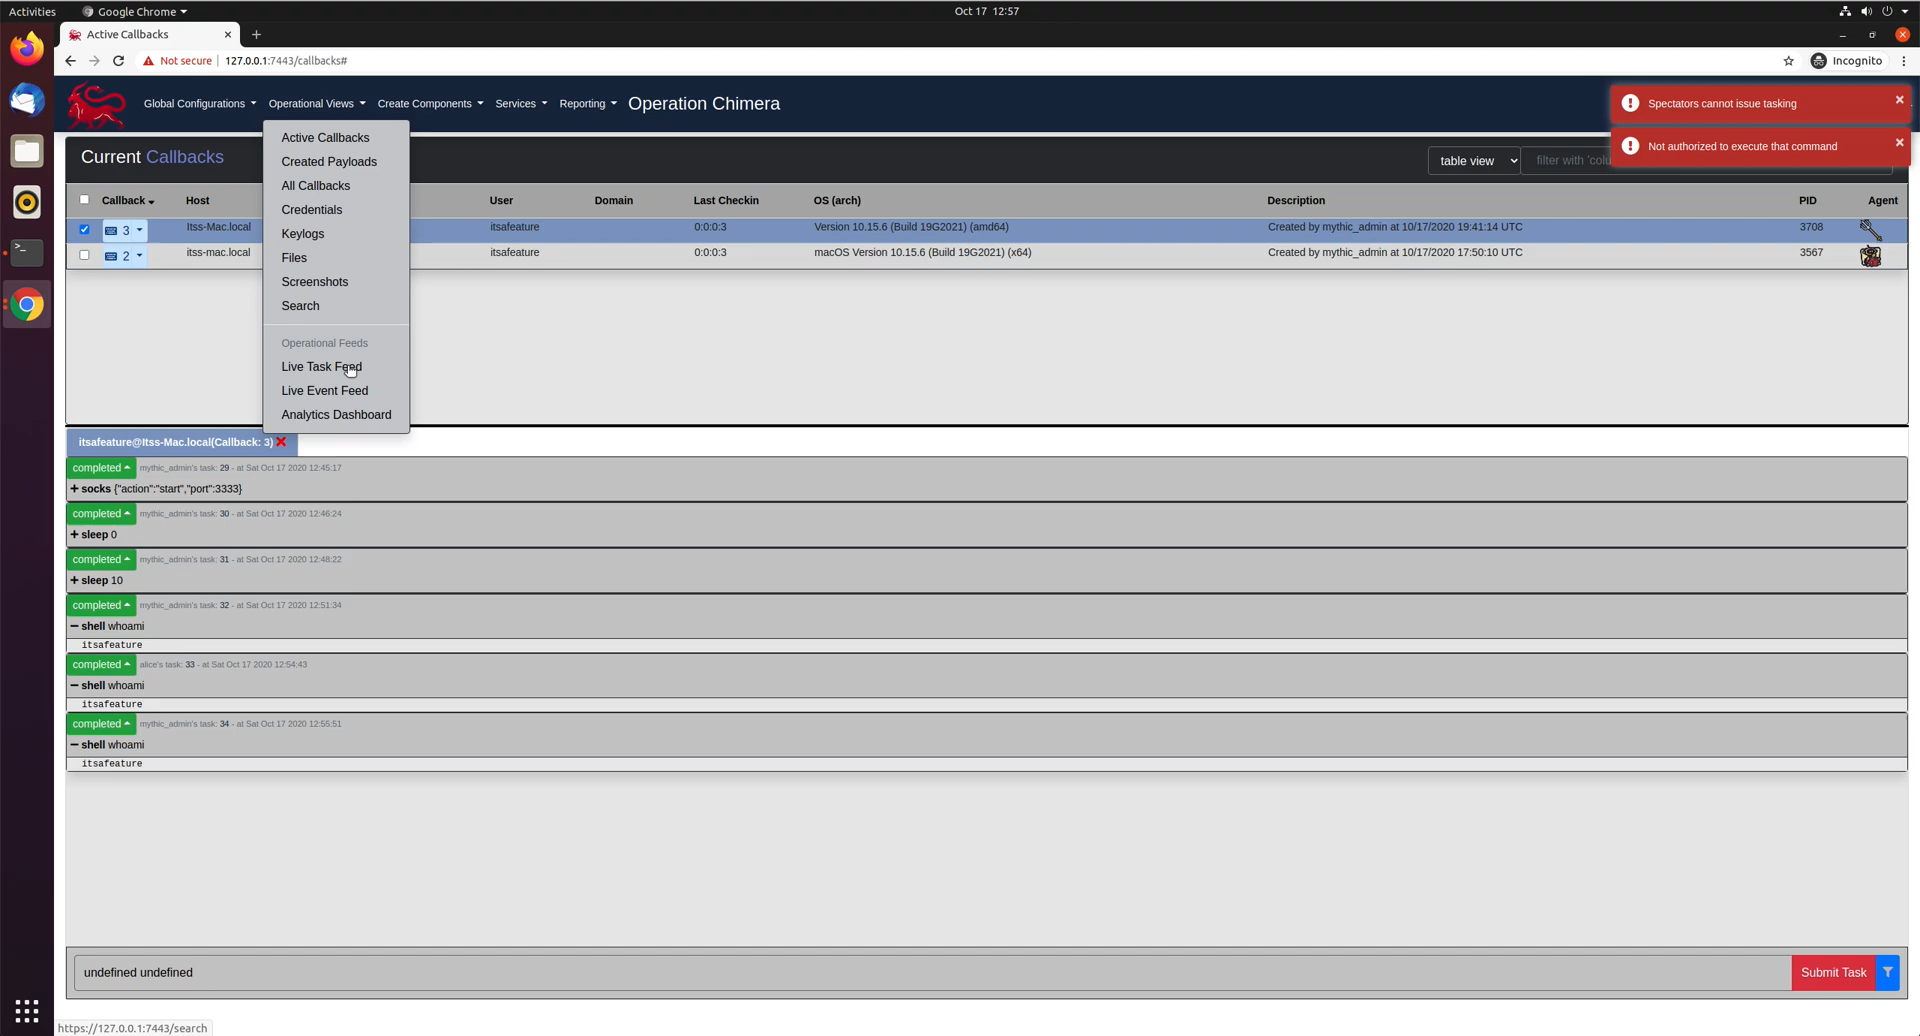 Activities Google Chrome Oct 17 12:57
Active Callbacks
Not secure 127.0.0.1:7443/callbacks# Incognito
Global Configurations Operational Views Create Components Services Reporting Operation Chimera
Spectators cannot issue tasking
Not authorized to execute that command
Active Callbacks
Created Payloads
All Callbacks
Credentials
Keylogs
Files
Screenshots
Search
Operational Feeds
Live Task Feed
Live Event Feed
Analytics Dashboard
Current Callbacks table view filter with 'colu
Callback Host User Domain Last Checkin OS (arch) Description PID Agent
3 Itss-Mac.local itsafeature 0:0:0:3 Version 10.15.6 (Build 19G2021) (amd64) Created by mythic_admin at 10/17/2020 19:41:14 UTC 3708
2 itss-mac.local itsafeature 0:0:0:3 macOS Version 10.15.6 (Build 19G2021) (x64) Created by mythic_admin at 10/17/2020 17:50:10 UTC 3567
itsafeature@Itss-Mac.local(Callback: 3)
completed mythic_admin's task: 29 - at Sat Oct 17 2020 12:45:17
+ socks {"action":"start","port":3333}
completed mythic_admin's task: 30 - at Sat Oct 17 2020 12:46:24
+ sleep 0
completed mythic_admin's task: 31 - at Sat Oct 17 2020 12:48:22
+ sleep 10
completed mythic_admin's task: 32 - at Sat Oct 17 2020 12:51:34
− shell whoami
itsafeature
completed alice's task: 33 - at Sat Oct 17 2020 12:54:43
− shell whoami
itsafeature
completed mythic_admin's task: 34 - at Sat Oct 17 2020 12:55:51
− shell whoami
itsafeature
undefined undefined Submit Task
https://127.0.0.1:7443/search